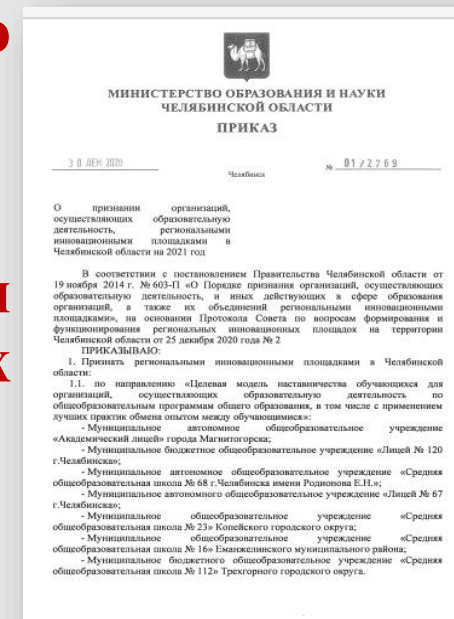 О
И
К
МИНИСТЕРСТВО ОБРАЗОВАНИЯ И НАУКИ
ЧЕЛЯБИНСКОЙ ОБЛАСТИ
ПРИКАЗ
30 ДЕК 2020
№ 01/2769
Челябинск
О признании организаций,
осуществляющих образовательную
деятельность, региональными
инновационными площадками в
Челябинской области на 2021 год
В соответствии с постановлением Правительства Челябинской области от
19 ноября 2014 г. № 603-П «О Порядке признания организаций, осуществляющих
образовательную деятельность, и иных действующих в сфере образования
организаций, а также их объединений региональными инновационными
площадками», на основании Протокола Совета по вопросам формирования и
функционирования региональных инновационных площадок на территории
Челябинской области от 25 декабря 2020 года № 2
ПРИКАЗЫВАЮ:
1. Признать региональными инновационными площадками в Челябинской
области:
1.1. по направлению «Целевая модель наставничества обучающихся для
организаций, осуществляющих образовательную деятельность по
общеобразовательным программам общего образования, в том числе с применением
лучших практик обмена опытом между обучающимися»:
- Муниципальное автономное общеобразовательное учреждение
«Академический лицей» города Магнитогорска;
- Муниципальное бюджетное общеобразовательное учреждение «Лицей № 120
г.Челябинска»;
- Муниципальное автономное общеобразовательное учреждение «Средняя
общеобразовательная школа № 68 г.Челябинска имени Родионова Е.Н.»;
- Муниципальное автономного общеобразовательное учреждение «Лицей № 67
г.Челябинска»;
- Муниципальное общеобразовательное учреждение «Средняя
общеобразовательная школа № 23» Копейского городского округа;
- Муниципальное общеобразовательное учреждение «Средняя
общеобразовательная школа № 16» Еманжелинского муниципального района;
- Муниципальное бюджетного общеобразовательное учреждение «Средняя
общеобразовательная школа № 112» Трехгорного городского округа.